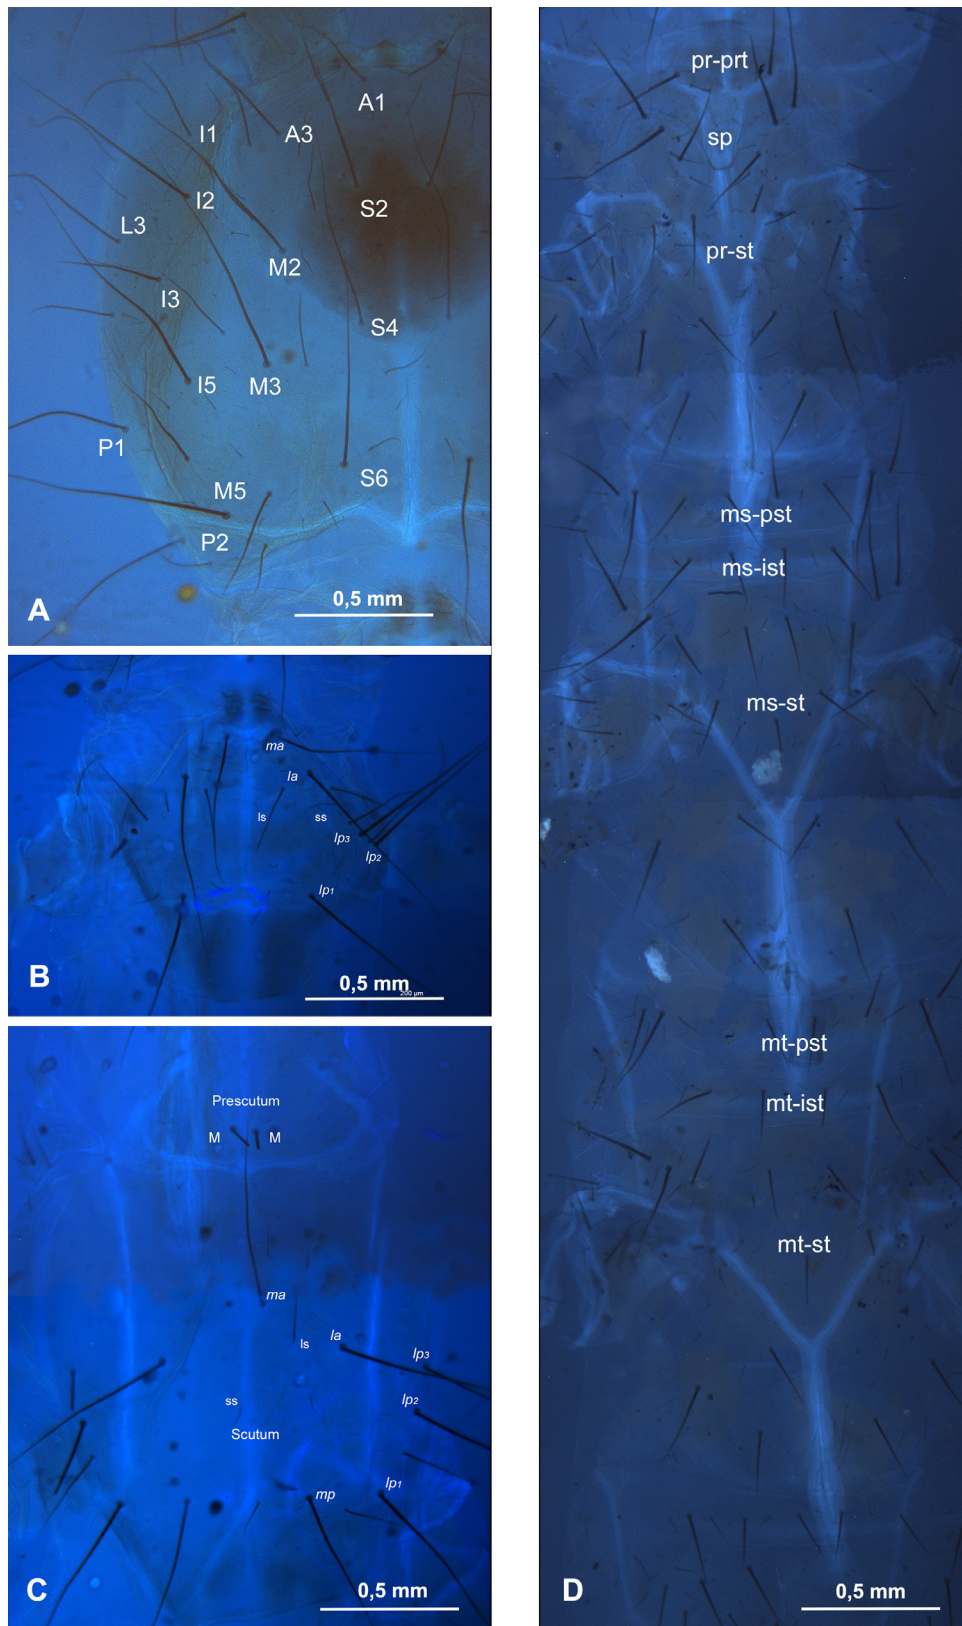 A1
I1
A3
I2
S2
L3
M2
I3
S4
I5
M3
P1
S6
M5
P2
0,5 mm
A
ma
la
ls
ss
lp3
lp2
lp1
0,5 mm
200 µm
B
Prescutum
M M
ma
ls
la
lp3
ss
lp2
Scutum
lp1
mp
0,5 mm
C
pr-prt
sp
pr-st
ms-pst
ms-ist
ms-st
mt-pst
mt-ist
mt-st
0,5 mm
D